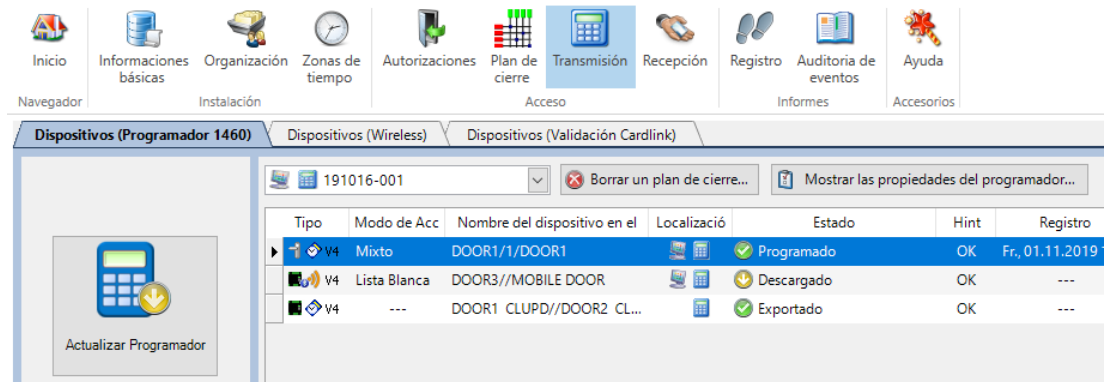 Inicio
Informaciones básicas
Organización
Zonas de tiempo
Autorizaciones
Plan de cierre
Transmisión
Recepción
Registro
Auditoria de eventos
Ayuda
Navegador
Instalación
Acceso
Informes
Accesorios
Dispositivos (Programador 1460)
Dispositivos (Wireless)
Dispositivos (Validación Cardlink)
191016-001
Borrar un plan de cierre...
Mostrar las propiedades del programador...
Tipo Modo de Acc Nombre del dispositivo en el Localizació Estado Hint Registro
V4 Mixto DOOR1/1/DOOR1 Programado OK Fr., 01.11.2019 1
V4 Lista Blanca DOOR3//MOBILE DOOR Descargado OK ---
V4 --- DOOR1 CLUPD//DOOR2 CL... Exportado OK ---
Actualizar Programador